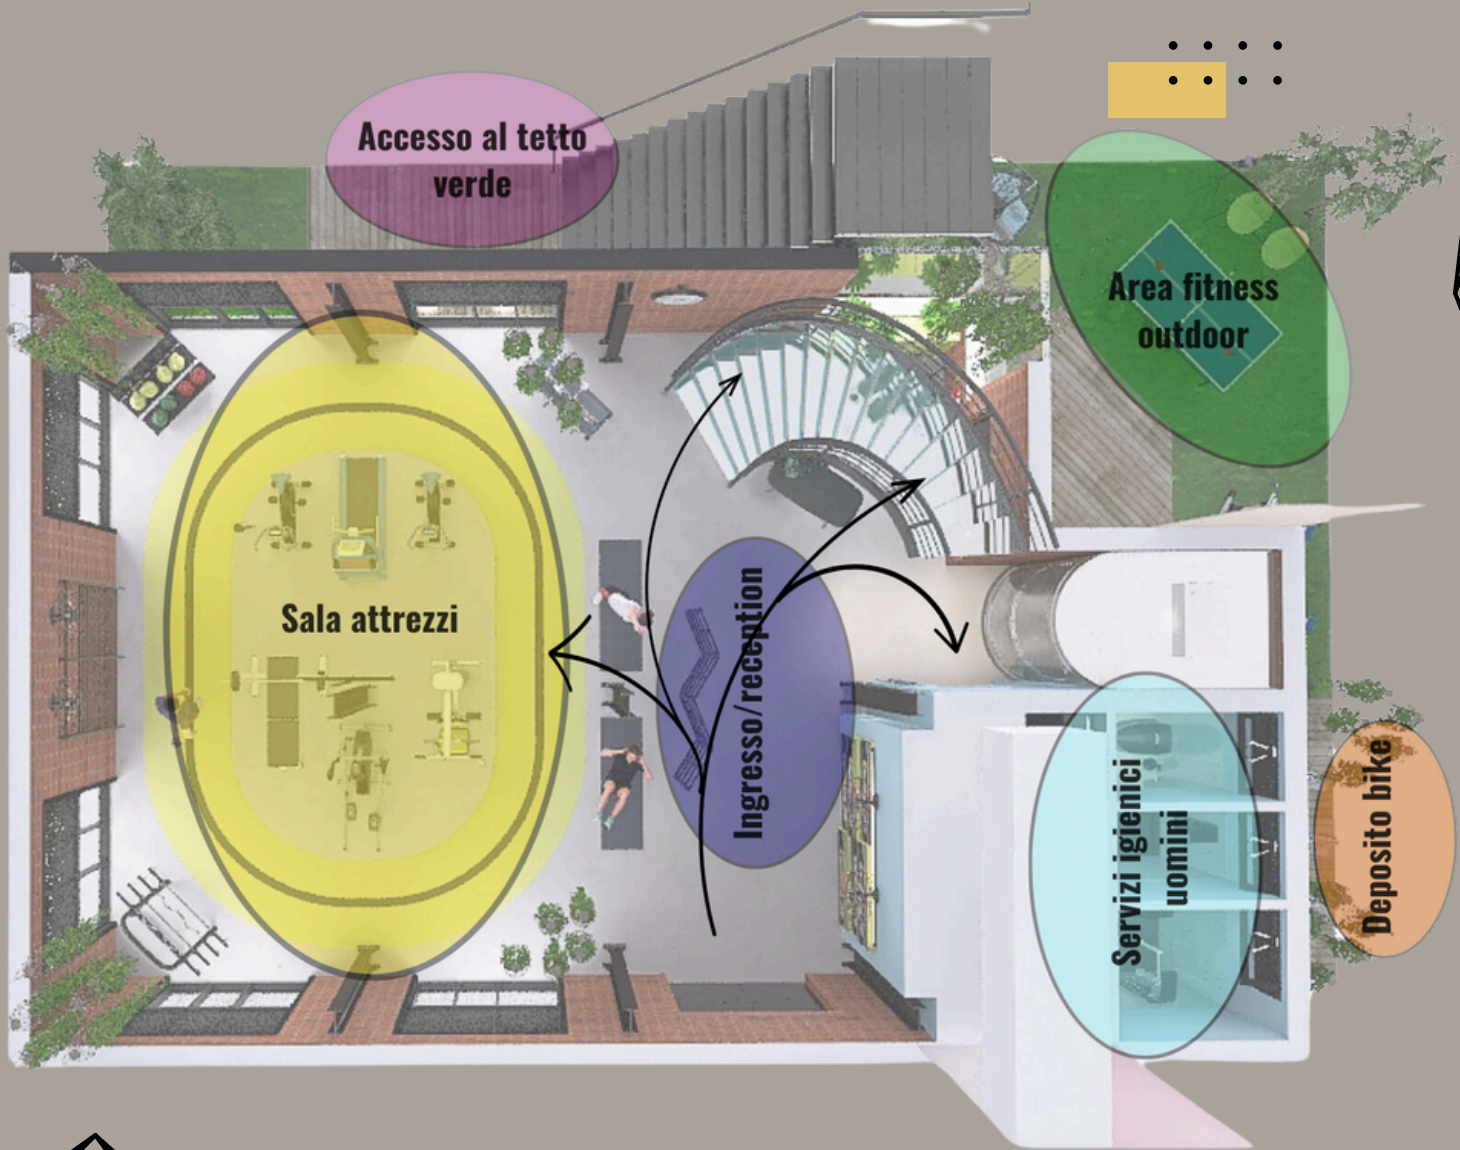 Accesso al tetto
verde
Area fitness
outdoor
Sala attrezzi
Ingresso/reception
Servizi igienici
uomini
Deposito bike